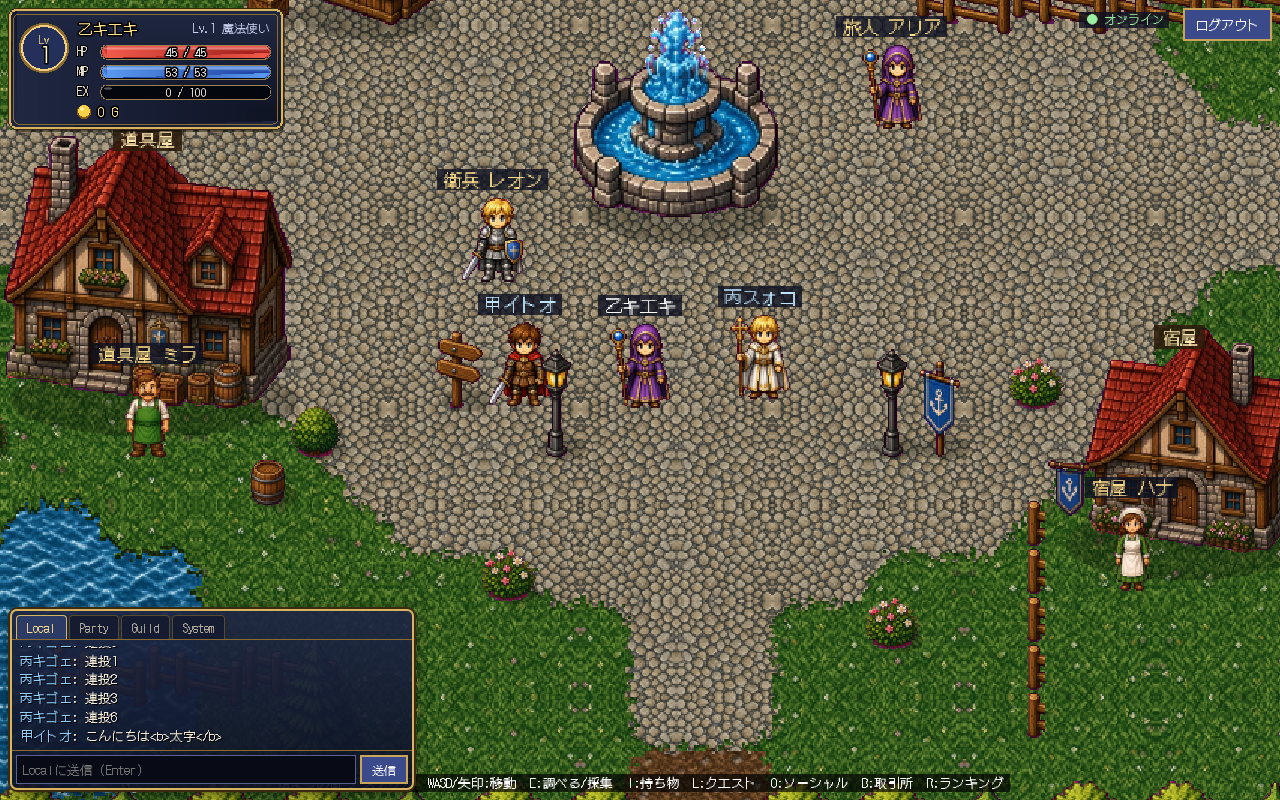 Lv
1
乙キエキ
Lv.1 魔法使い
HP 45 / 45
MP 53 / 53
EX 0 / 100
0 G
旅人 アリア
オンライン
ログアウト
道具屋
衛兵 レオン
甲イトオ
乙キエキ
丙スォコ
道具屋 ミラ
宿屋
宿屋 ハナ
Local Party Guild System
丙キゴェ: 連投1
丙キゴェ: 連投2
丙キゴェ: 連投3
丙キゴェ: 連投6
甲イトオ: こんにちは<b>太字</b>
Localに送信 (Enter)
送信
WASD/矢印:移動 E:調べる/採集 I:持ち物 L:クエスト O:ソーシャル B:取引所 R:ランキング